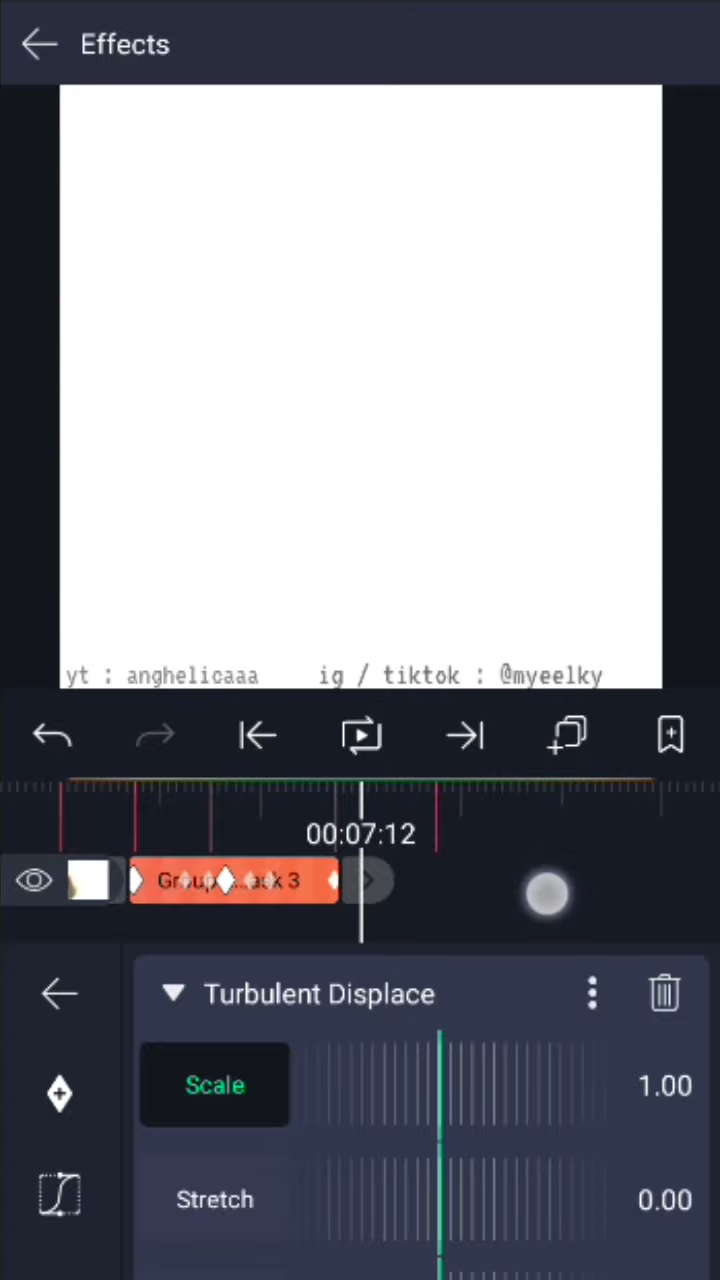 Effects
yt : anghelicaaa ig / tiktok : @myeelky
00:07:12
Turbulent Displace
Scale 1.00
Stretch 0.00